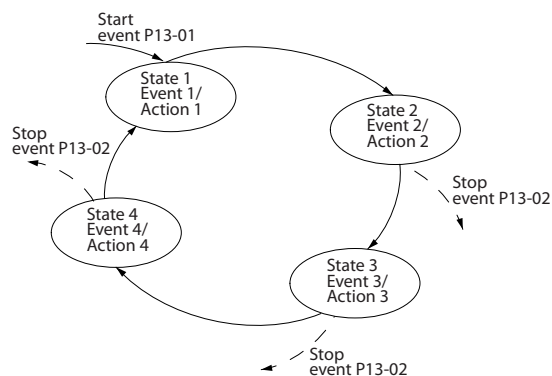 Start
event P13-01
State 1
Event 1/
Action 1
State 2
Event 2/
Action 2
Stop
event P13-02
Stop
event P13-02
State 4
Event 4/
Action 4
State 3
Event 3/
Action 3
Stop
event P13-02